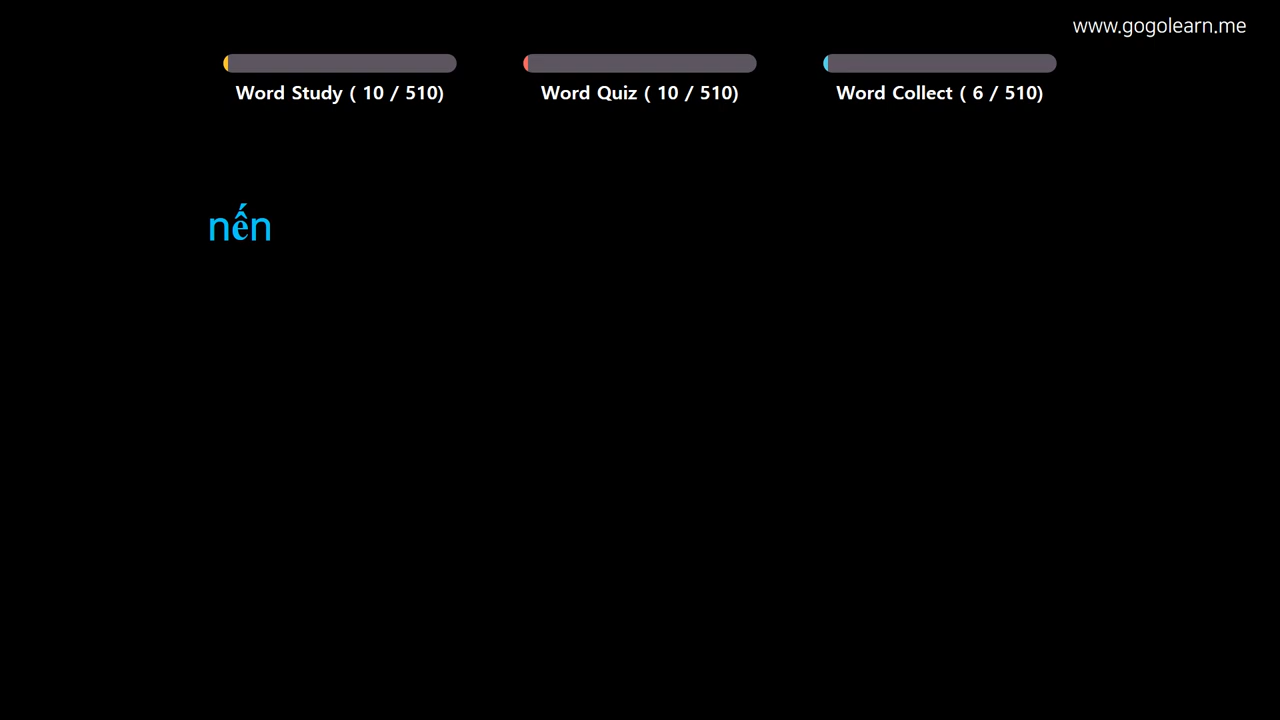 www.gogolearn.me
Word Study ( 10 / 510)
Word Quiz ( 10 / 510)
Word Collect ( 6 / 510)
nến